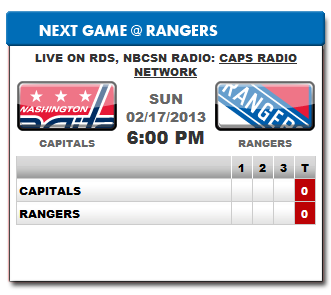 NEXT GAME @ RANGERS
LIVE ON RDS, NBCSN RADIO: CAPS RADIO
NETWORK
WASHINGTON
SUN
02/17/2013
6:00 PM
RANGERS
CAPITALS
RANGERS
1 2 3 T
CAPITALS 0
RANGERS 0